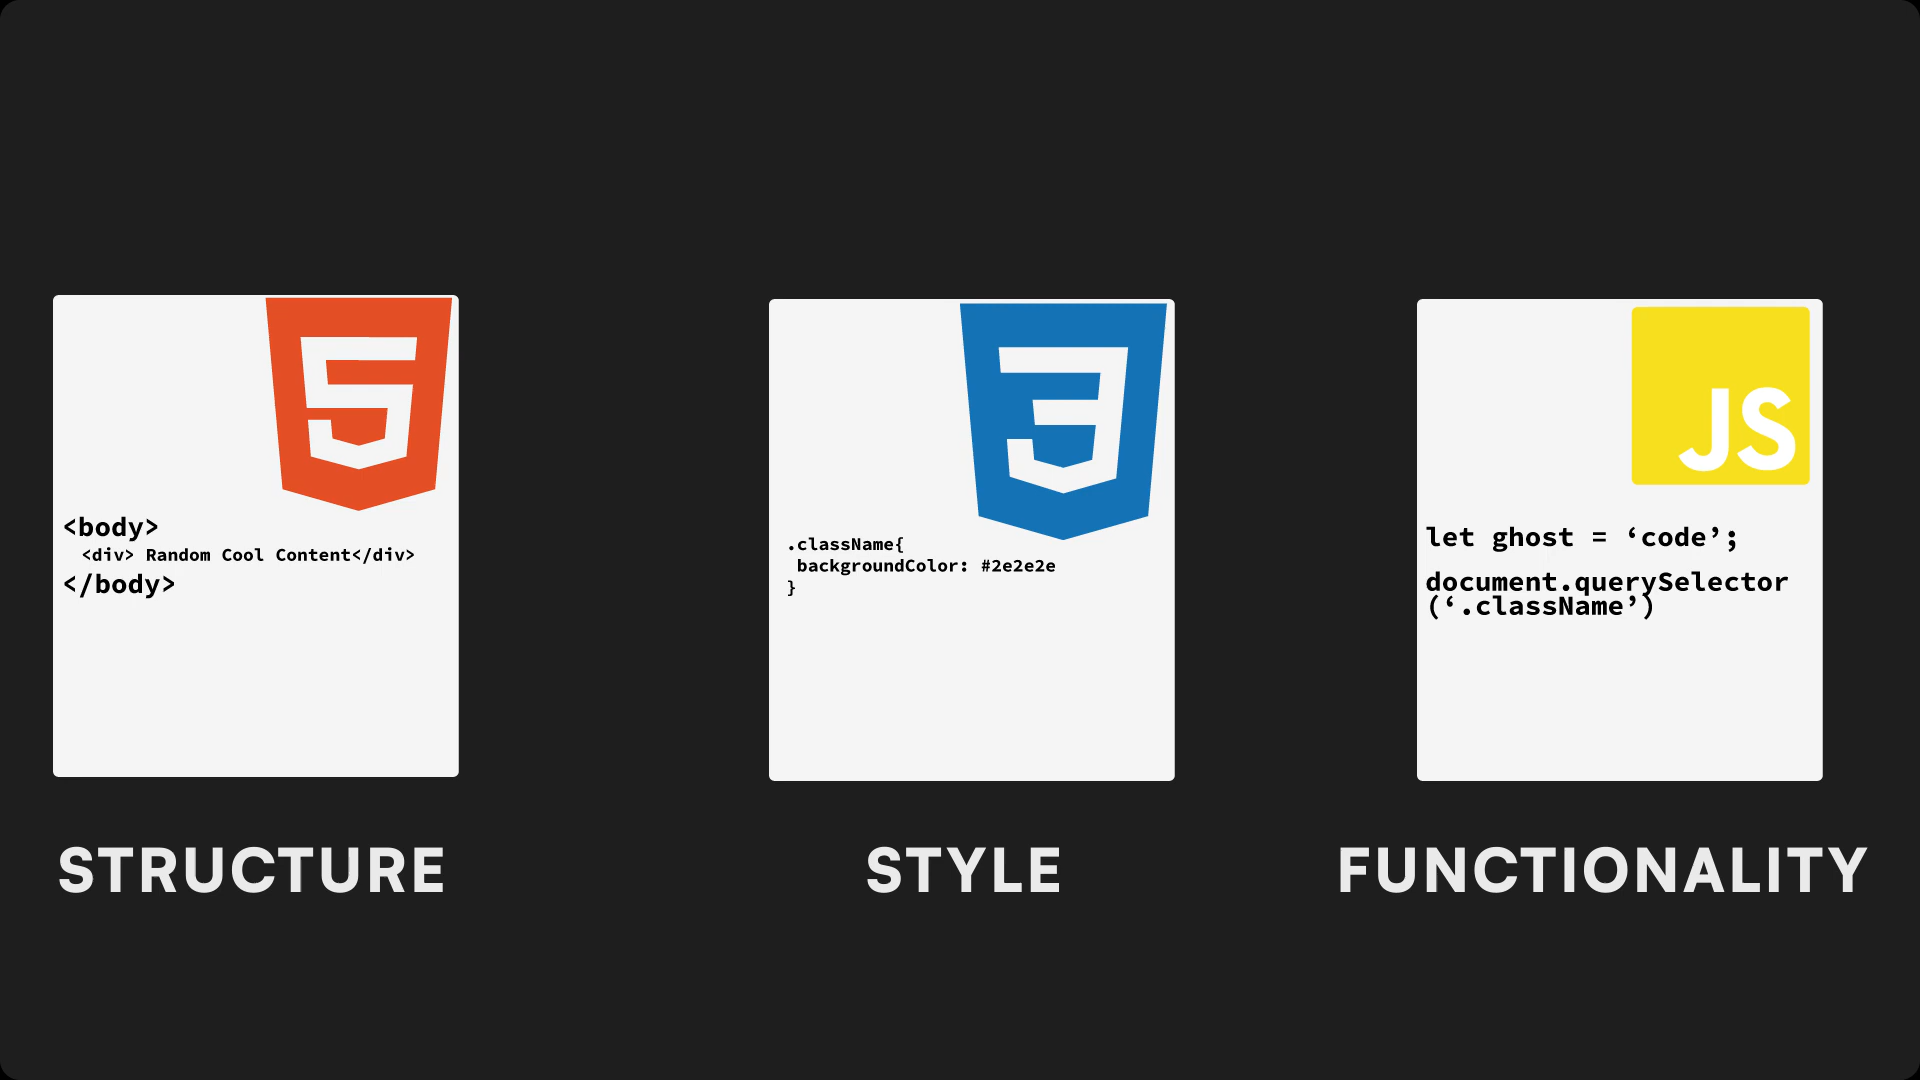 5
<body>
<div> Random Cool Content</div>
</body>
STRUCTURE
3
.className{
backgroundColor: #2e2e2e
}
STYLE
JS
let ghost = ‘code’;
document.querySelector
(‘.className’)
FUNCTIONALITY